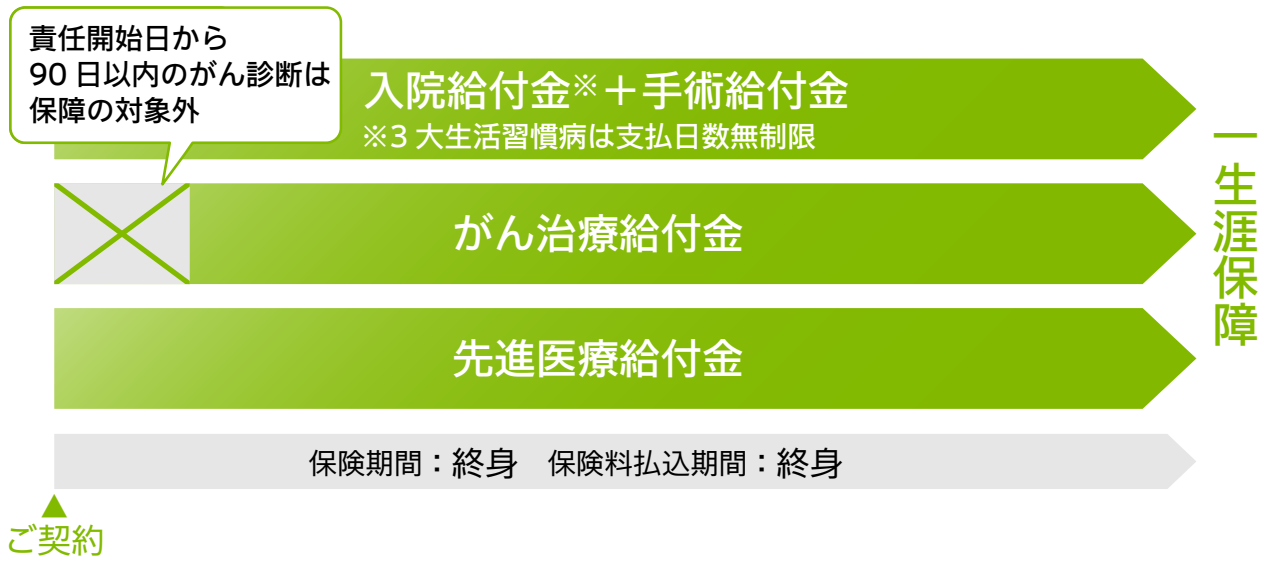 責任開始日から
90日以内のがん診断は
保障の対象外
入院給付金※+手術給付金
※3大生活習慣病は支払日数無制限
がん治療給付金
先進医療給付金
一生涯保障
保険期間：終身　保険料払込期間：終身
ご契約